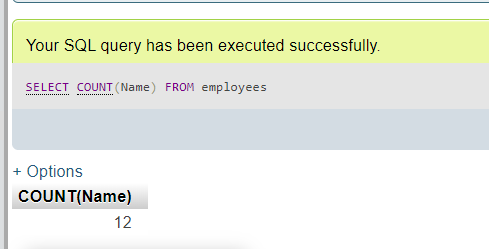 Your SQL query has been executed successfully.
SELECT COUNT(Name) FROM employees
+ Options
COUNT(Name)
12